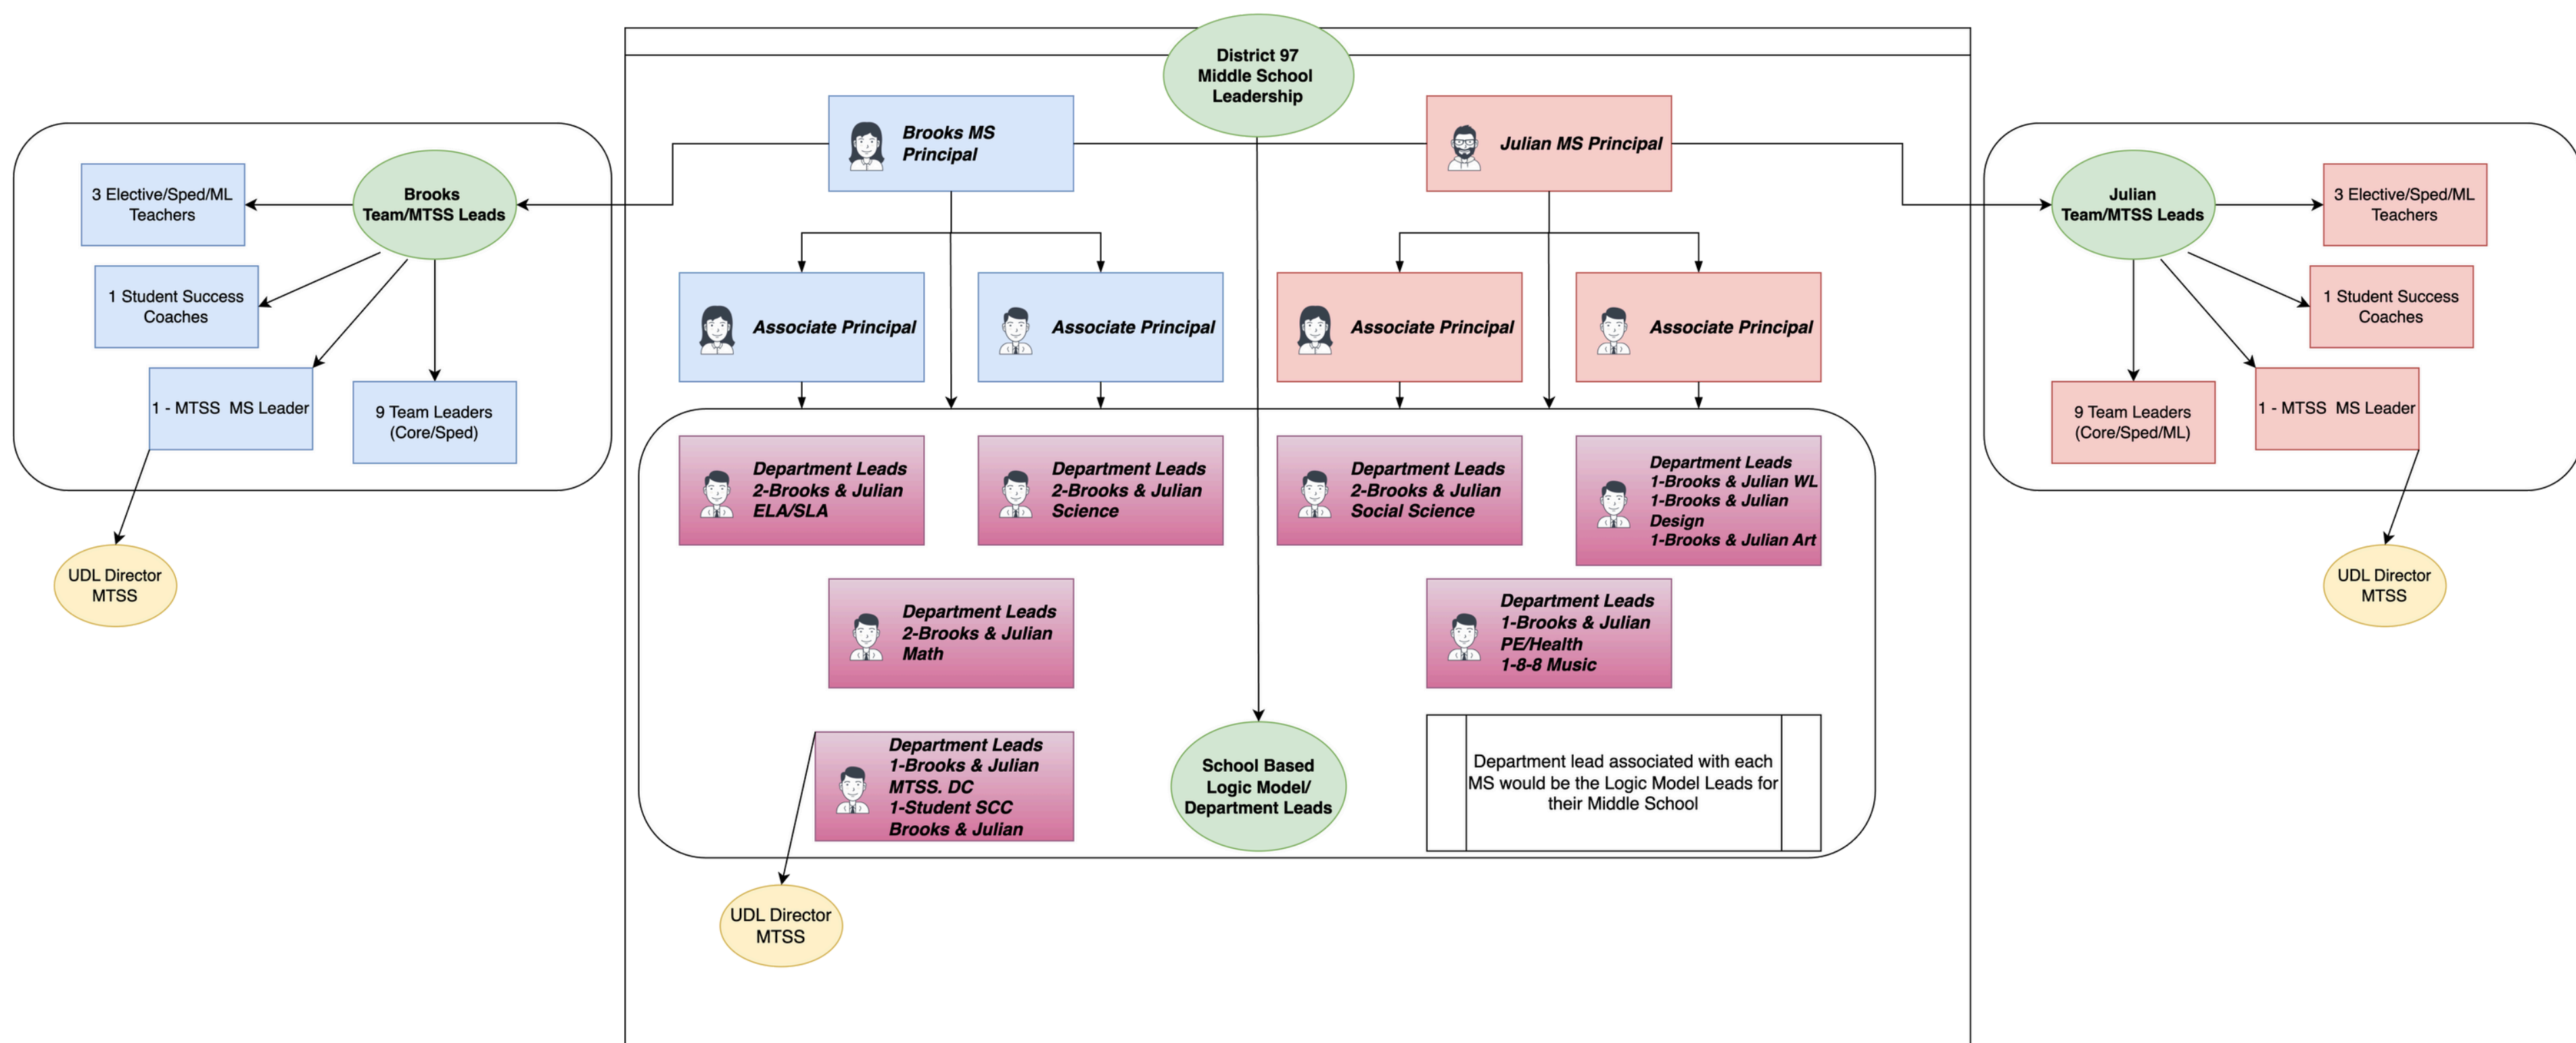 District 97
Middle School
Leadership
Brooks MS
Principal
Julian MS Principal
Brooks
Team/MTSS Leads
3 Elective/Sped/ML
Teachers
1 Student Success
Coaches
1 - MTSS  MS Leader
9 Team Leaders
(Core/Sped)
UDL Director
MTSS
Associate Principal
Associate Principal
Associate Principal
Associate Principal
Julian
Team/MTSS Leads
3 Elective/Sped/ML
Teachers
1 Student Success
Coaches
1 - MTSS  MS Leader
9 Team Leaders
(Core/Sped/ML)
UDL Director
MTSS
Department Leads
2-Brooks & Julian
ELA/SLA
Department Leads
2-Brooks & Julian
Science
Department Leads
2-Brooks & Julian
Social Science
Department Leads
1-Brooks & Julian WL
1-Brooks & Julian
Design
1-Brooks & Julian Art
Department Leads
2-Brooks & Julian
Math
Department Leads
1-Brooks & Julian
PE/Health
1-8-8 Music
Department Leads
1-Brooks & Julian
MTSS. DC
1-Student SCC
Brooks & Julian
School Based
Logic Model/
Department Leads
Department lead associated with each
MS would be the Logic Model Leads for
their Middle School
UDL Director
MTSS